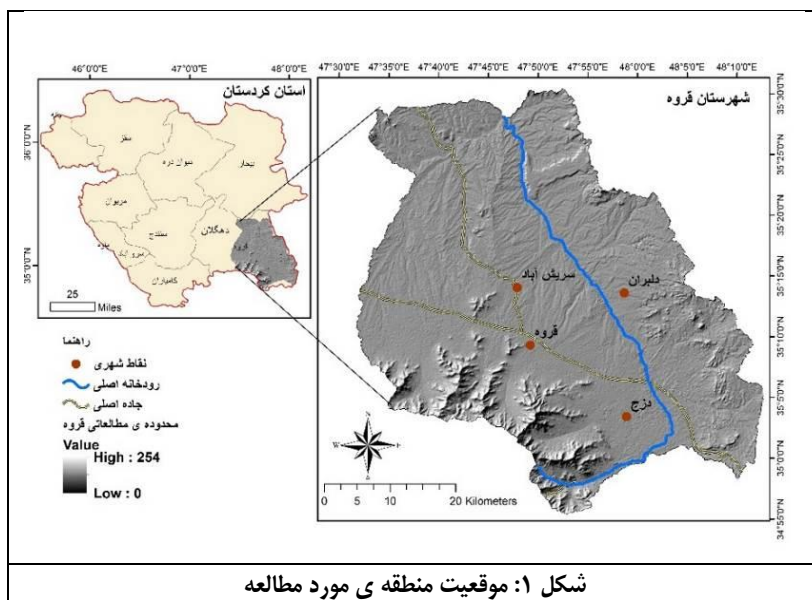 46°0'0"E 47°0'0"E 48°0'0"E
استان کردستان
36°0'0"N
35°0'0"N
بانه
سقز
دیوان دره
بیجار
مریوان
سنندج
دهگلان
قروه
سرو آباد
کامیاران
25
Miles
راهنما
نقاط شهری
رودخانه اصلی
جاده اصلی
محدوده ی مطالعاتی قروه
Value
High : 254
Low : 0
47°30'0"E 47°35'0"E 47°40'0"E 47°45'0"E 47°50'0"E 47°55'0"E 48°0'0"E 48°5'0"E 48°10'0"E
شهرستان قروه
35°30'0"N
35°25'0"N
35°20'0"N
35°15'0"N
35°10'0"N
35°5'0"N
35°0'0"N
34°55'0"N
سریش آباد
دلبران
قروه
دزج
N
W E
S
0 5 10 20 Kilometers
شکل ۱: موقعیت منطقه ی مورد مطالعه